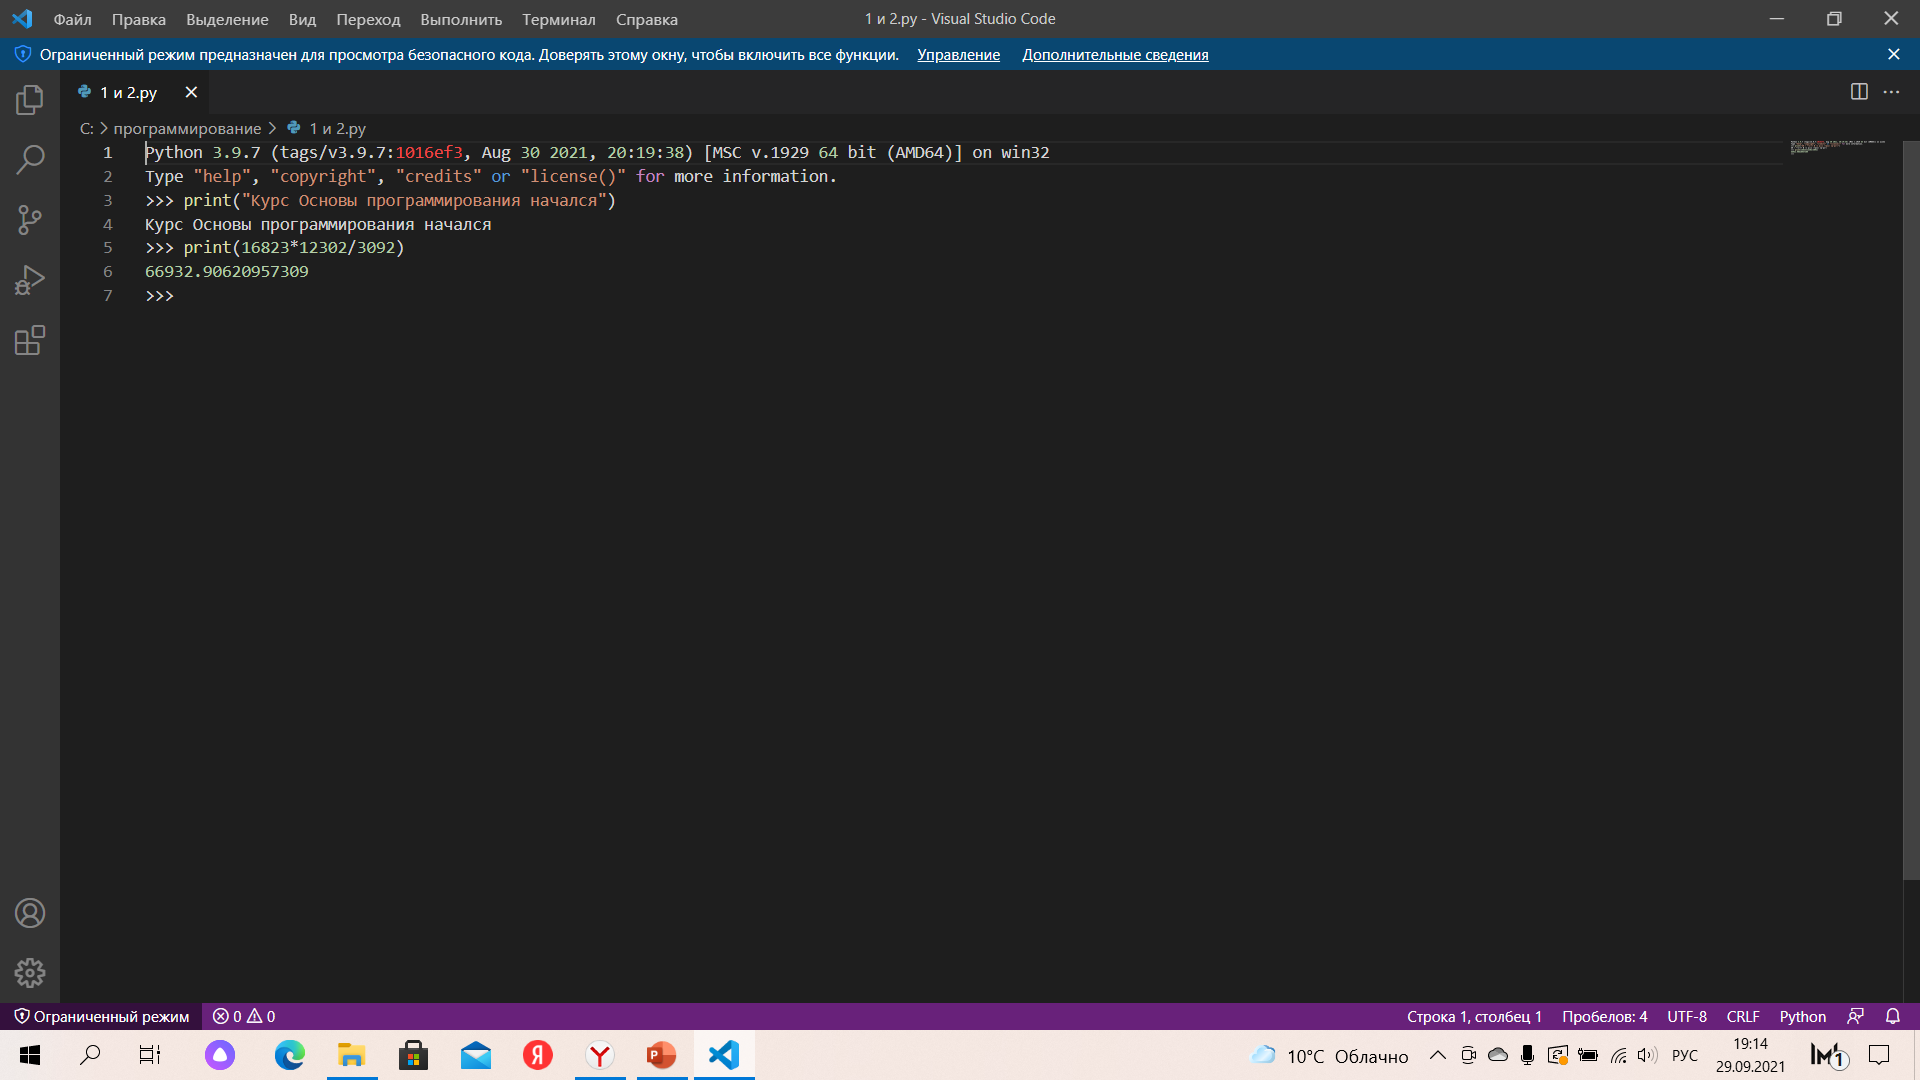 Файл Правка Выделение Вид Переход Выполнить Терминал Справка 1 и 2.py - Visual Studio Code
Ограниченный режим предназначен для просмотра безопасного кода. Доверять этому окну, чтобы включить все функции. Управление Дополнительные сведения
1 и 2.py
C: > программирование > 1 и 2.py
1 Python 3.9.7 (tags/v3.9.7:1016ef3, Aug 30 2021, 20:19:38) [MSC v.1929 64 bit (AMD64)] on win32
2 Type "help", "copyright", "credits" or "license()" for more information.
3 >>> print("Курс Основы программирования начался")
4 Курс Основы программирования начался
5 >>> print(16823*12302/3092)
6 66932.90620957309
7 >>>
Ограниченный режим 0 0 Строка 1, столбец 1 Пробелов: 4 UTF-8 CRLF Python
10°C Облачно РУС 19:14
29.09.2021